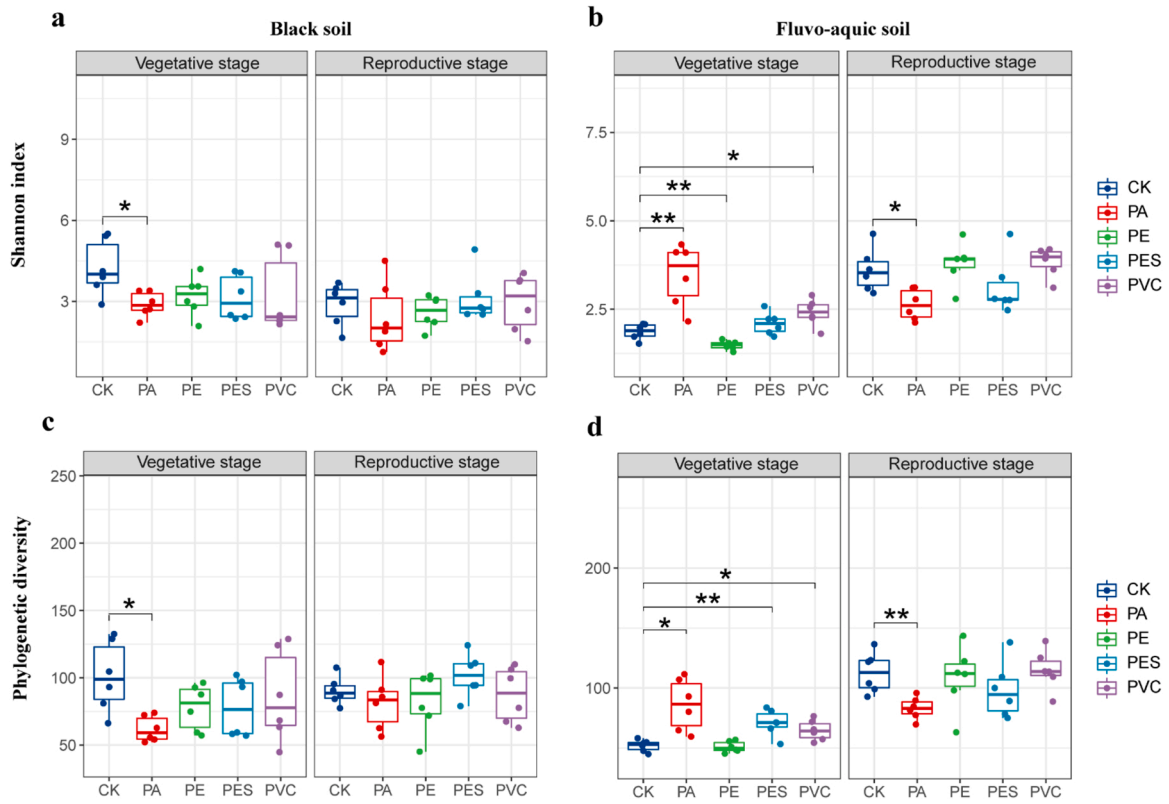 a
Black soil
b
Fluvo-aquic soil
Vegetative stage
Reproductive stage
Vegetative stage
Reproductive stage
Shannon index
9
6
3
*
CK PA PE PES PVC
CK PA PE PES PVC
7.5
5.0
2.5
*
**
**
*
CK PA PE PES PVC
CK PA PE PES PVC
CK
PA
PE
PES
PVC
c
d
Vegetative stage
Reproductive stage
Vegetative stage
Reproductive stage
Phylogenetic diversity
250
200
150
100
50
*
CK PA PE PES PVC
CK PA PE PES PVC
200
100
*
**
*
**
CK PA PE PES PVC
CK PA PE PES PVC
CK
PA
PE
PES
PVC